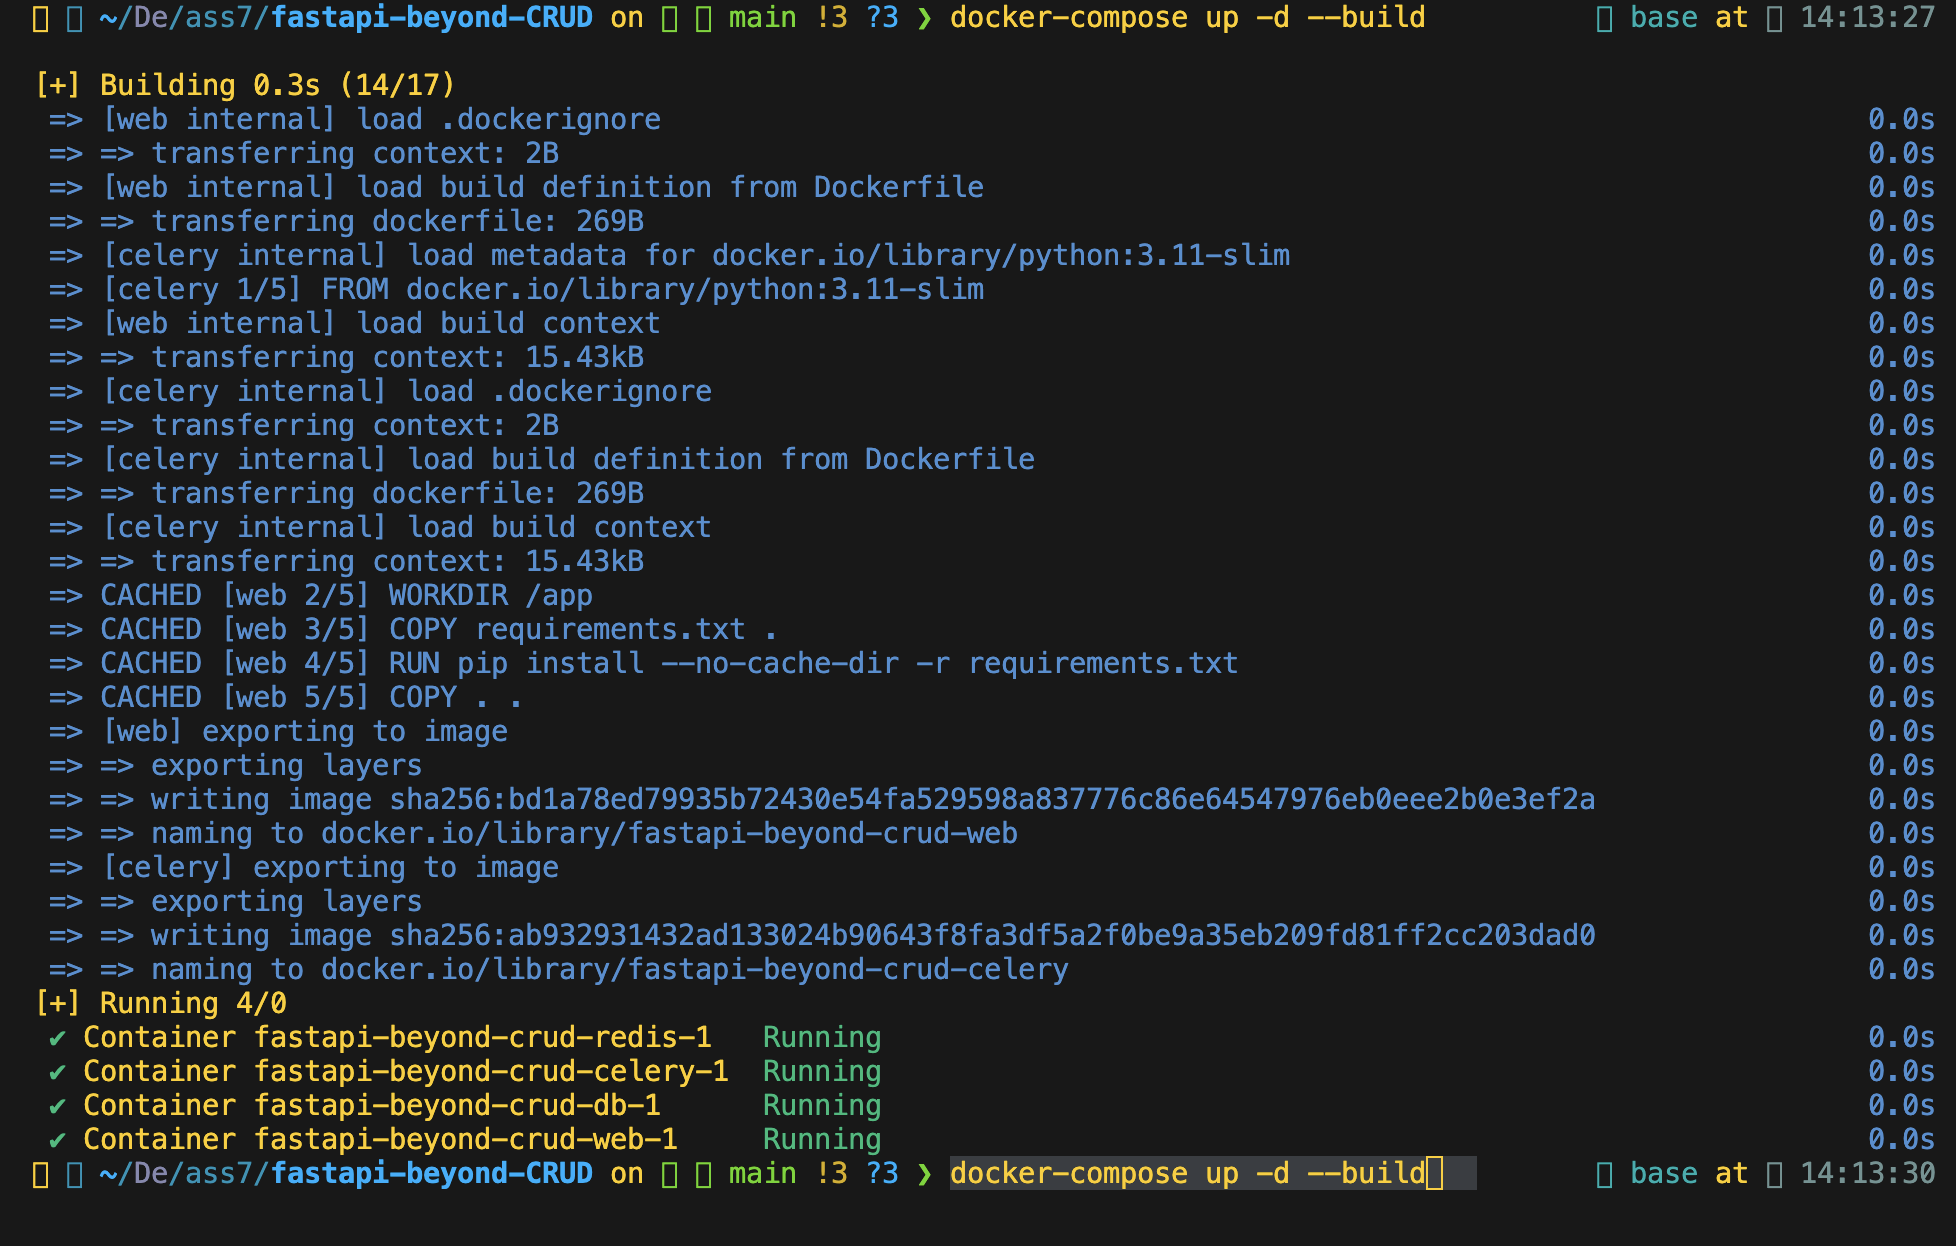 ~/De/ass7/fastapi-beyond-CRUD on main !3 ?3 ❯ docker-compose up -d --build base at 14:13:27
[+] Building 0.3s (14/17)
=> [web internal] load .dockerignore 0.0s
=> => transferring context: 2B 0.0s
=> [web internal] load build definition from Dockerfile 0.0s
=> => transferring dockerfile: 269B 0.0s
=> [celery internal] load metadata for docker.io/library/python:3.11-slim 0.0s
=> [celery 1/5] FROM docker.io/library/python:3.11-slim 0.0s
=> [web internal] load build context 0.0s
=> => transferring context: 15.43kB 0.0s
=> [celery internal] load .dockerignore 0.0s
=> => transferring context: 2B 0.0s
=> [celery internal] load build definition from Dockerfile 0.0s
=> => transferring dockerfile: 269B 0.0s
=> [celery internal] load build context 0.0s
=> => transferring context: 15.43kB 0.0s
=> CACHED [web 2/5] WORKDIR /app 0.0s
=> CACHED [web 3/5] COPY requirements.txt . 0.0s
=> CACHED [web 4/5] RUN pip install --no-cache-dir -r requirements.txt 0.0s
=> CACHED [web 5/5] COPY . . 0.0s
=> [web] exporting to image 0.0s
=> => exporting layers 0.0s
=> => writing image sha256:bd1a78ed79935b72430e54fa529598a837776c86e64547976eb0eee2b0e3ef2a 0.0s
=> => naming to docker.io/library/fastapi-beyond-crud-web 0.0s
=> [celery] exporting to image 0.0s
=> => exporting layers 0.0s
=> => writing image sha256:ab932931432ad133024b90643f8fa3df5a2f0be9a35eb209fd81ff2cc203dad0 0.0s
=> => naming to docker.io/library/fastapi-beyond-crud-celery 0.0s
[+] Running 4/0
✔ Container fastapi-beyond-crud-redis-1 Running 0.0s
✔ Container fastapi-beyond-crud-celery-1 Running 0.0s
✔ Container fastapi-beyond-crud-db-1 Running 0.0s
✔ Container fastapi-beyond-crud-web-1 Running 0.0s
~/De/ass7/fastapi-beyond-CRUD on main !3 ?3 ❯ docker-compose up -d --build base at 14:13:30